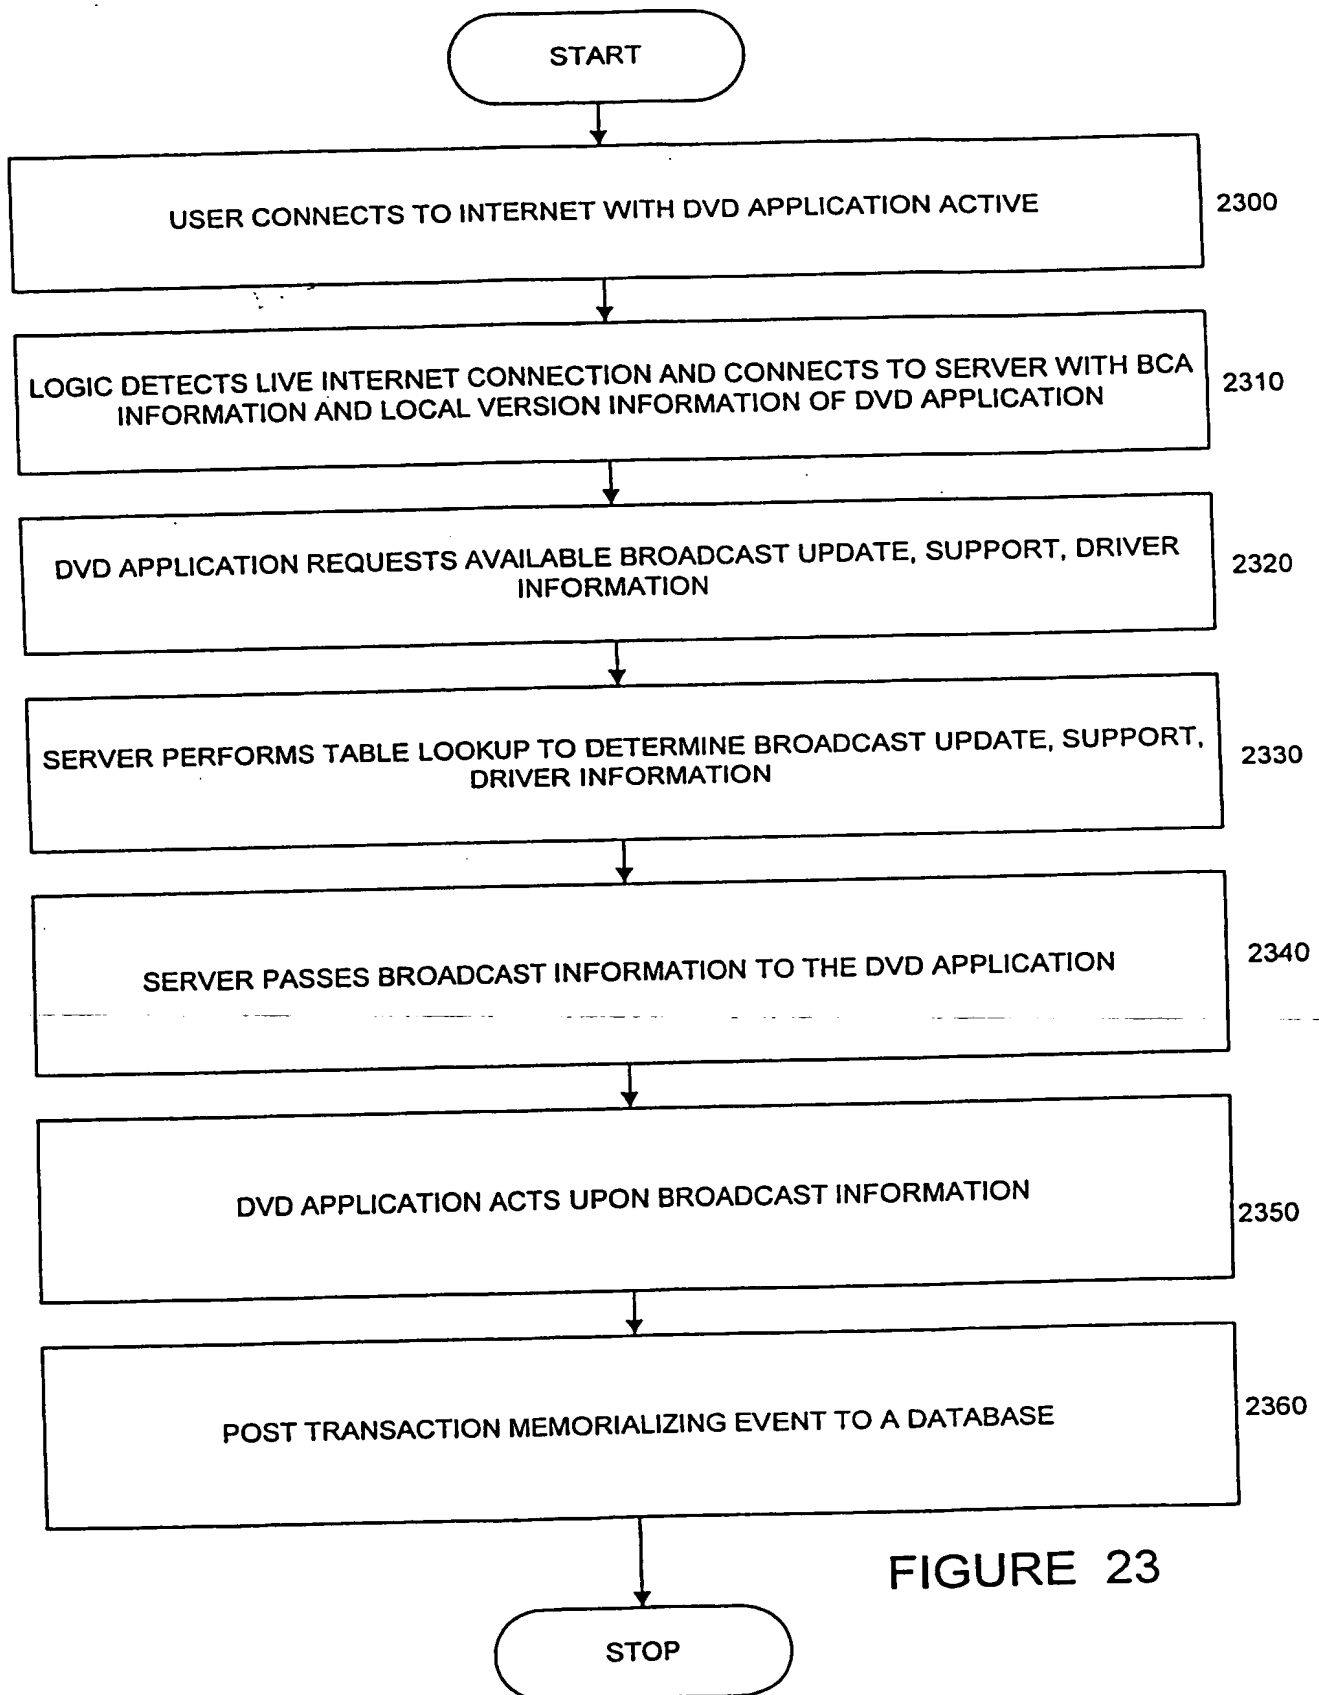 START
USER CONNECTS TO INTERNET WITH DVD APPLICATION ACTIVE
2300
LOGIC DETECTS LIVE INTERNET CONNECTION AND CONNECTS TO SERVER WITH BCA
INFORMATION AND LOCAL VERSION INFORMATION OF DVD APPLICATION
2310
DVD APPLICATION REQUESTS AVAILABLE BROADCAST UPDATE, SUPPORT, DRIVER
INFORMATION
2320
SERVER PERFORMS TABLE LOOKUP TO DETERMINE BROADCAST UPDATE, SUPPORT,
DRIVER INFORMATION
2330
SERVER PASSES BROADCAST INFORMATION TO THE DVD APPLICATION
2340
DVD APPLICATION ACTS UPON BROADCAST INFORMATION
2350
POST TRANSACTION MEMORIALIZING EVENT TO A DATABASE
2360
FIGURE 23
STOP